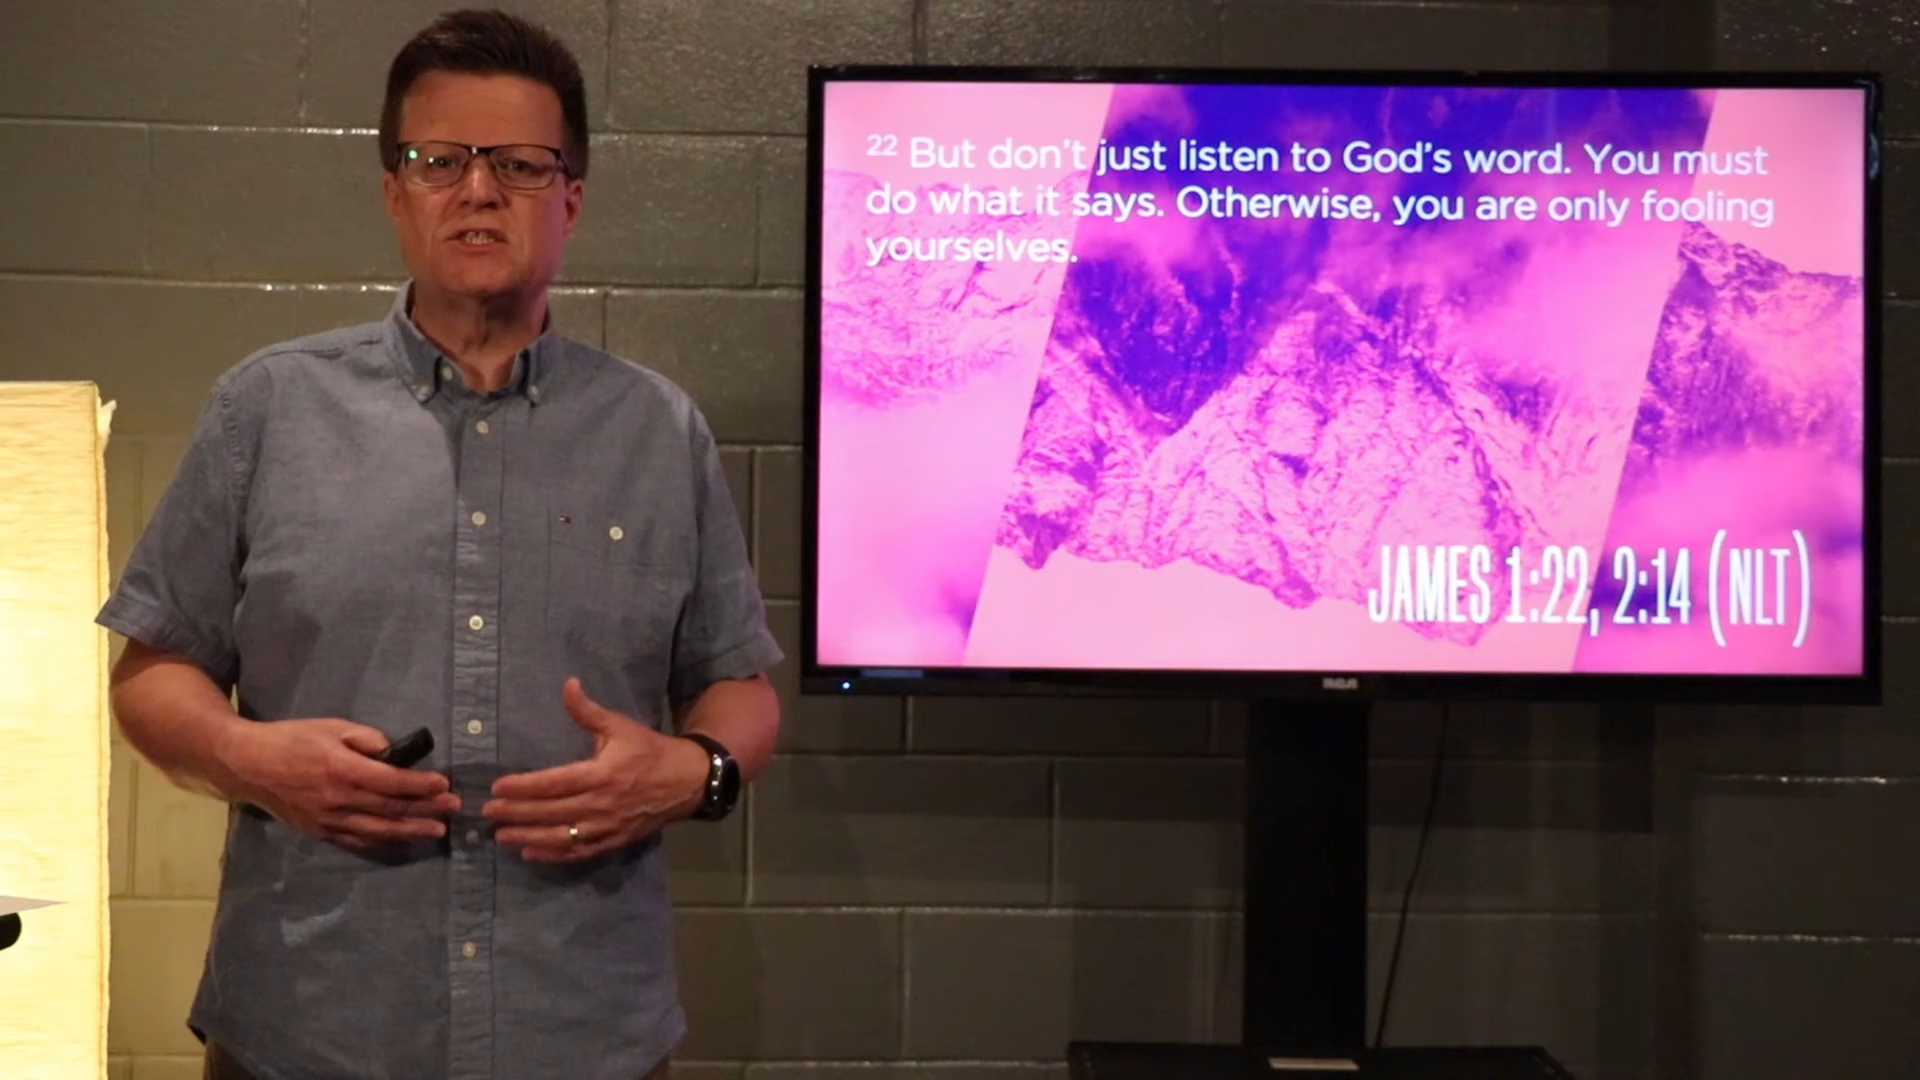 22 But don't just listen to God's word. You must
do what it says. Otherwise, you are only fooling
yourselves.
JAMES 1:22, 2:14 (NLT)
RCA